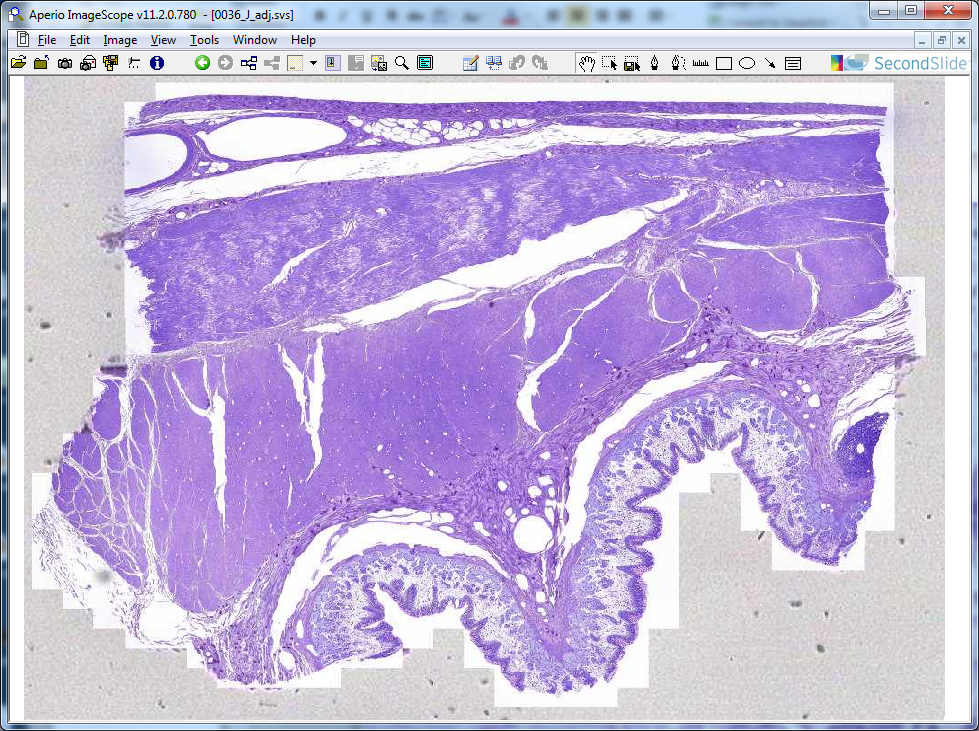 Aperio ImageScope v11.2.0.780 - [0036_J_adj.svs]
File Edit Image View Tools Window Help
SecondSlide